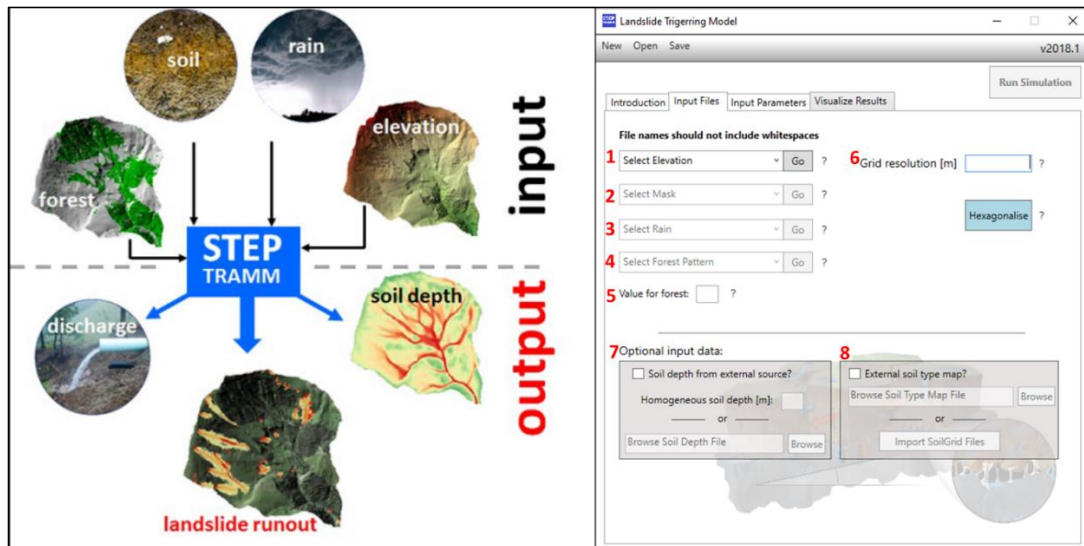 soil
rain
forest
elevation
input
STEP
TRAMM
discharge
soil depth
output
landslide runout
STEP
TRAMM
Landslide Trigerring Model
New Open Save
v2018.1
Run Simulation
Introduction Input Files Input Parameters Visualize Results
File names should not include whitespaces
1 Select Elevation Go ? 6 Grid resolution [m] ?
2 Select Mask Go ?
Hexagonalise ?
3 Select Rain Go ?
4 Select Forest Pattern Go ?
5 Value for forest: ?
7 Optional input data: 8
Soil depth from external source? External soil type map?
Homogeneous soil depth [m]: Browse Soil Type Map File Browse
or or
Browse Soil Depth File Browse Import SoilGrid Files